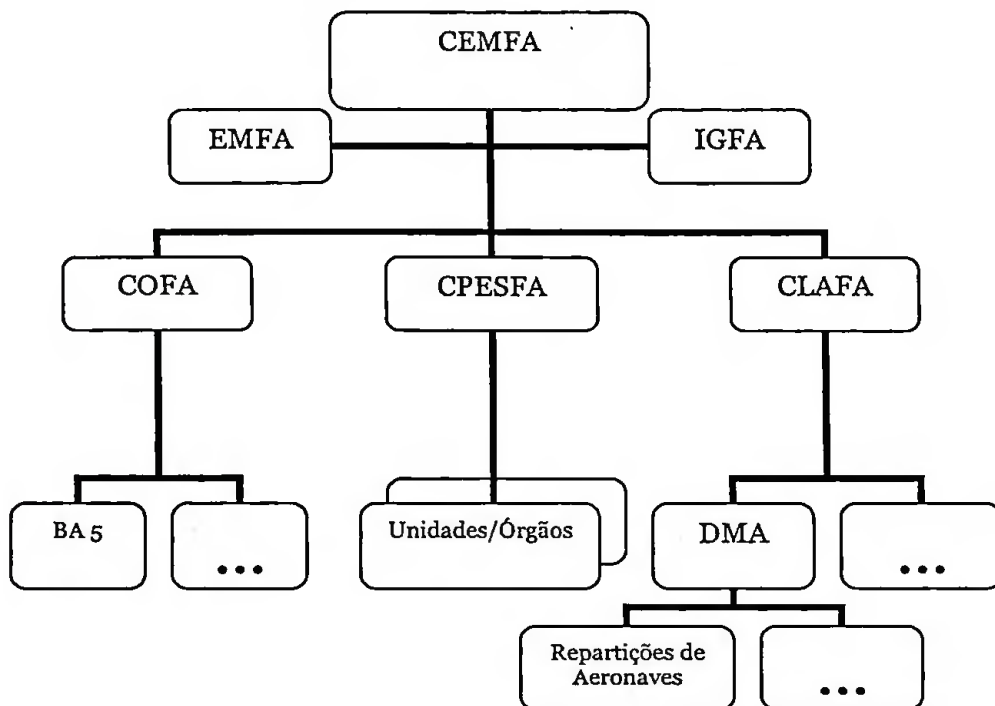 CEMFA
EMFA
IGFA
COFA
CPESFA
CLAFA
BA 5
...
Unidades/Órgãos
DMA
...
Repartições de
Aeronaves
...